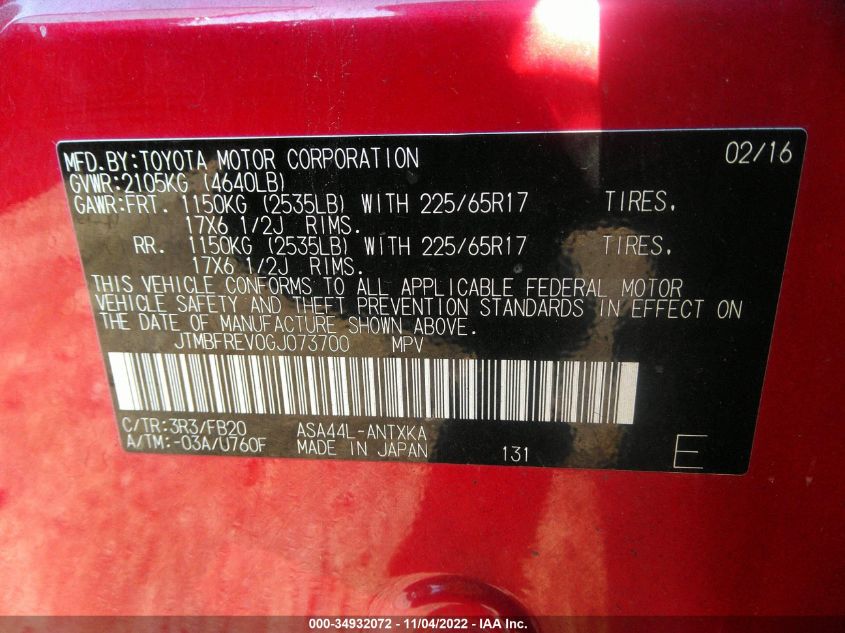 MFD.BY:TOYOTA MOTOR CORPORATION 02/16
GVWR:2105KG (4640LB)
GAWR:FRT. 1150KG (2535LB) WITH 225/65R17 TIRES,
17X6 1/2J RIMS.
RR. 1150KG (2535LB) WITH 225/65R17 TIRES,
17X6 1/2J RIMS.
THIS VEHICLE CONFORMS TO ALL APPLICABLE FEDERAL MOTOR
VEHICLE SAFETY AND THEFT PREVENTION STANDARDS IN EFFECT ON
THE DATE OF MANUFACTURE SHOWN ABOVE.
JTMBFREV0GJ073700 MPV
C/TR:3R3/FB20 ASA44L-ANTXKA
A/TM:-03A/U760F MADE IN JAPAN 131 E
000-34932072 - 11/04/2022 - IAA Inc.